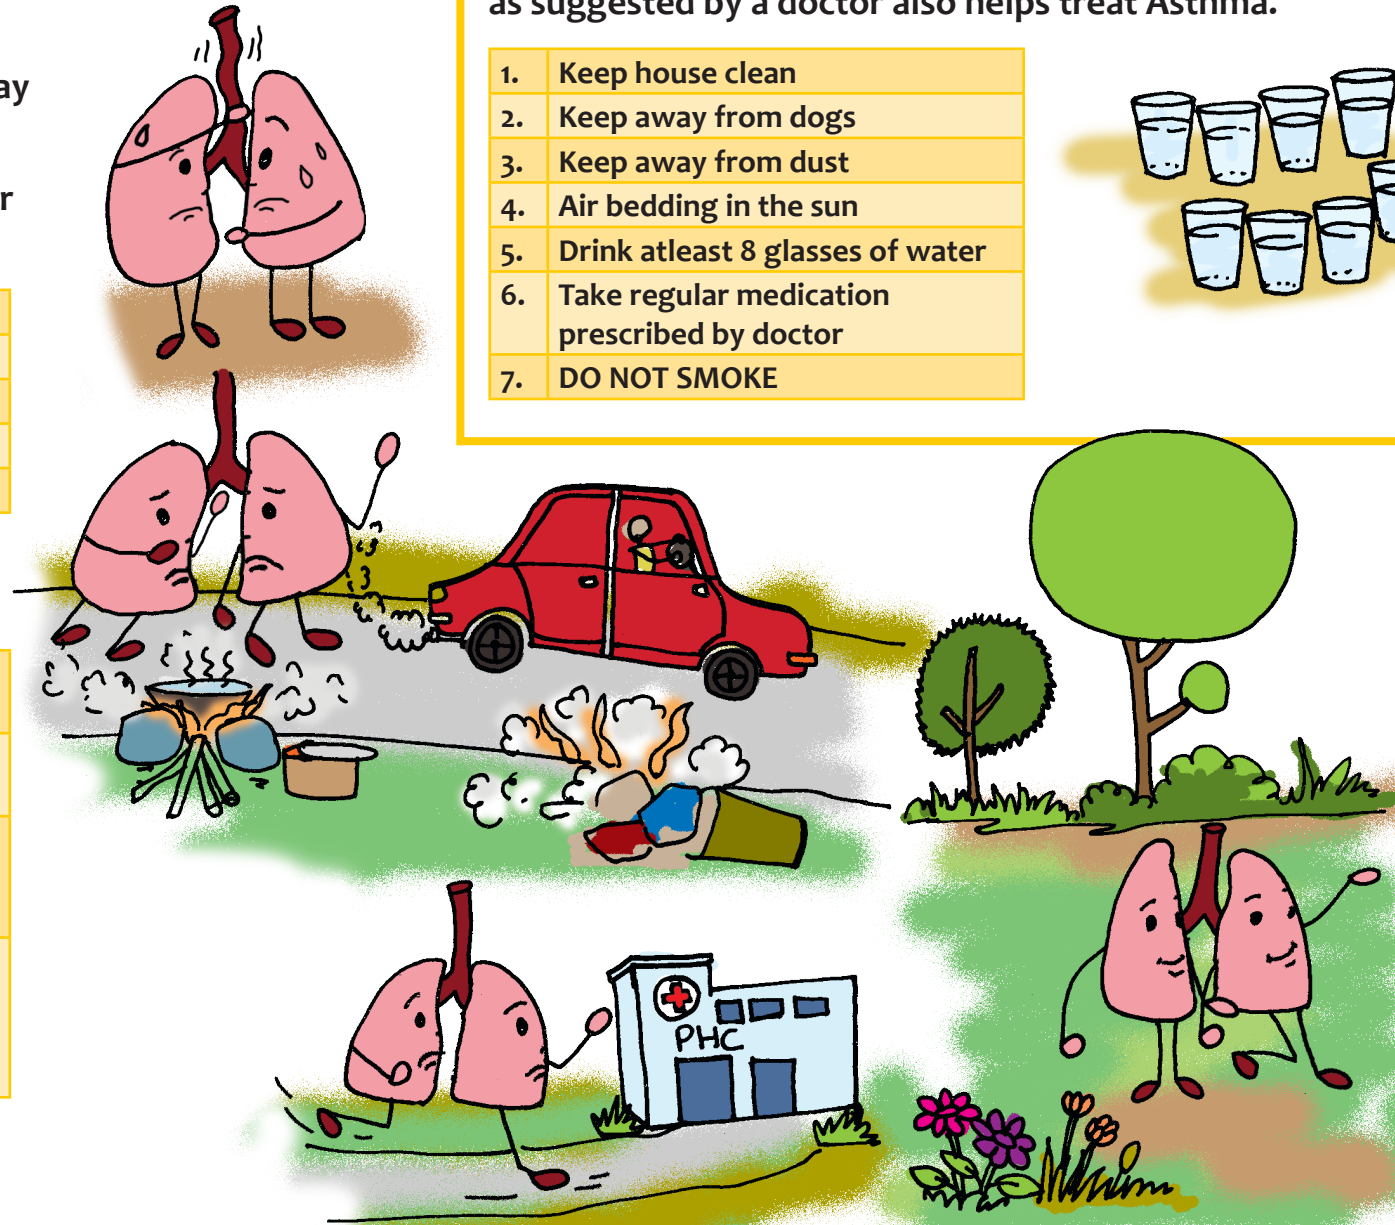 ay
r
as suggested by a doctor also helps treat Asthma.
1. Keep house clean
2. Keep away from dogs
3. Keep away from dust
4. Air bedding in the sun
5. Drink atleast 8 glasses of water
6. Take regular medication
prescribed by doctor
7. DO NOT SMOKE
PHC